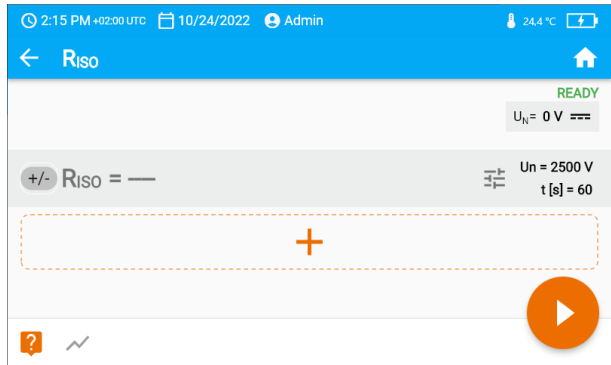 2:15 PM +02:00 UTC 10/24/2022 Admin 24,4 °C
RISO
READY
UN= 0 V
+/- RISO = ––
Un = 2500 V
t [s] = 60
+
?